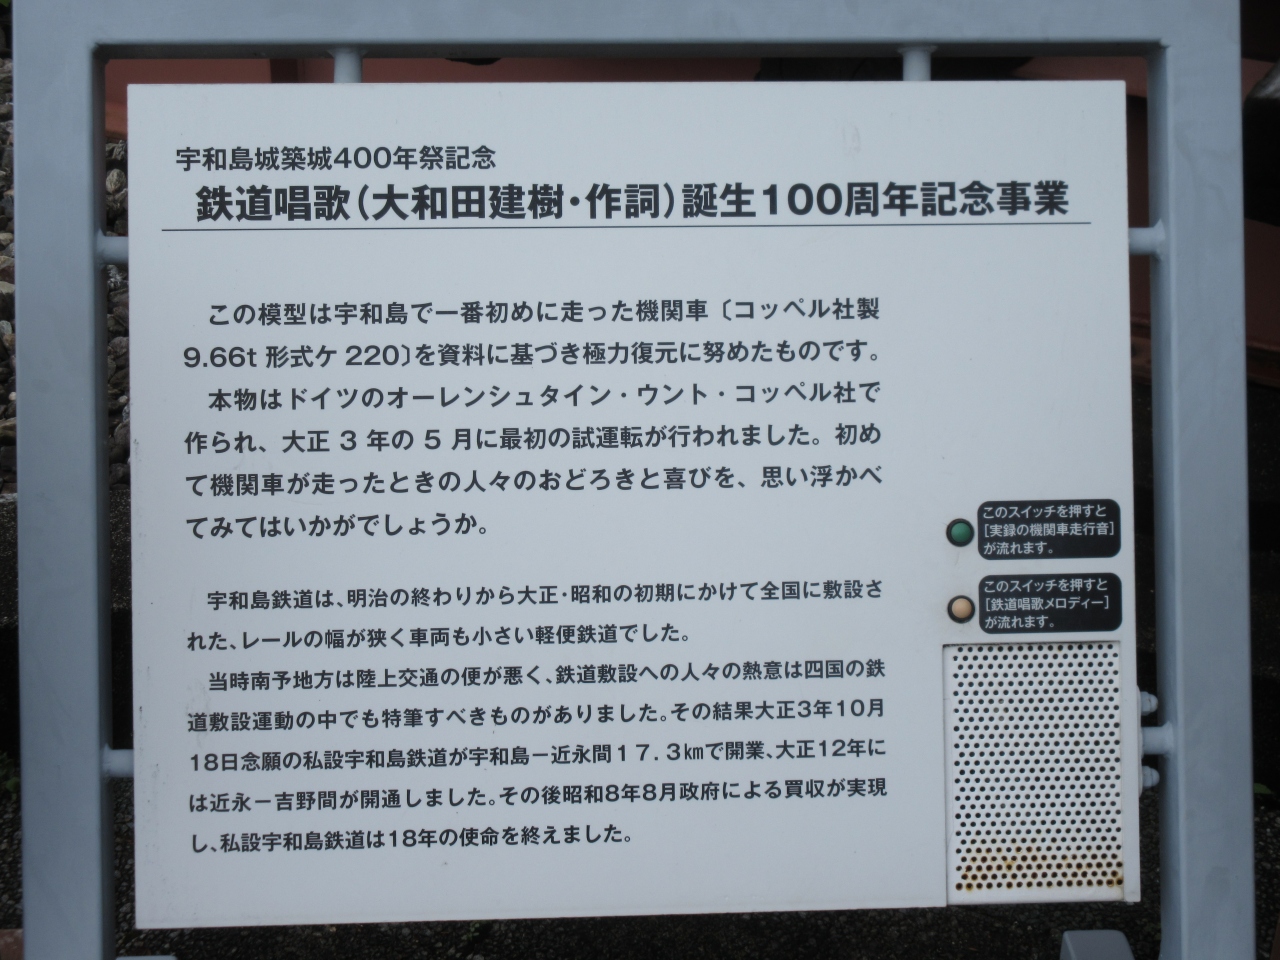 宇和島城築城400年祭記念
鉄道唱歌（大和田建樹・作詞）誕生100周年記念事業
この模型は宇和島で一番初めに走った機関車〔コッペル社製
9.66t 形式ケ 220〕を資料に基づき極力復元に努めたものです。
本物はドイツのオーレンシュタイン・ウント・コッペル社で
作られ、大正 3 年の 5 月に最初の試運転が行われました。初め
て機関車が走ったときの人々のおどろきと喜びを、思い浮かべ
てみてはいかがでしょうか。
宇和島鉄道は、明治の終わりから大正・昭和の初期にかけて全国に敷設さ
れた、レールの幅が狭く車両も小さい軽便鉄道でした。
当時南予地方は陸上交通の便が悪く、鉄道敷設への人々の熱意は四国の鉄
道敷設運動の中でも特筆すべきものがありました。その結果大正3年10月
18日念願の私設宇和島鉄道が宇和島－近永間１７．３㎞で開業、大正12年に
は近永－吉野間が開通しました。その後昭和8年8月政府による買収が実現
し、私設宇和島鉄道は18年の使命を終えました。
このスイッチを押すと
［実録の機関車走行音］
が流れます。
このスイッチを押すと
［鉄道唱歌メロディー］
が流れます。